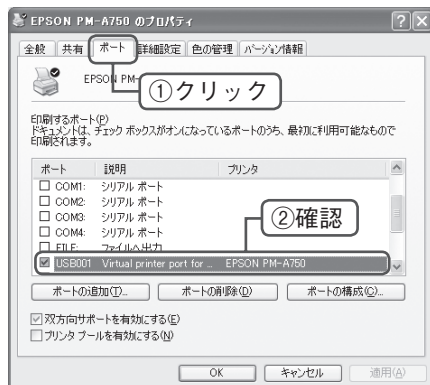 EPSON PM-A750 のプロパティ
全般 共有 ポート 詳細設定 色の管理 バージョン情報
EPSON PM-
①クリック
印刷するポート(P)
ドキュメントは、チェック ボックスがオンになっているポートのうち、最初に利用可能なもので
印刷されます。
ポート 説明 プリンタ
COM1: シリアル ポート
COM2: シリアル ポート
COM3: シリアル ポート
COM4: シリアル ポート
②確認
FILE: ファイルへ出力
USB001 Virtual printer port for ... EPSON PM-A750
ポートの追加(T)... ポートの削除(D) ポートの構成(C)...
双方向サポートを有効にする(E)
プリンタ プールを有効にする(N)
OK キャンセル 適用(A)